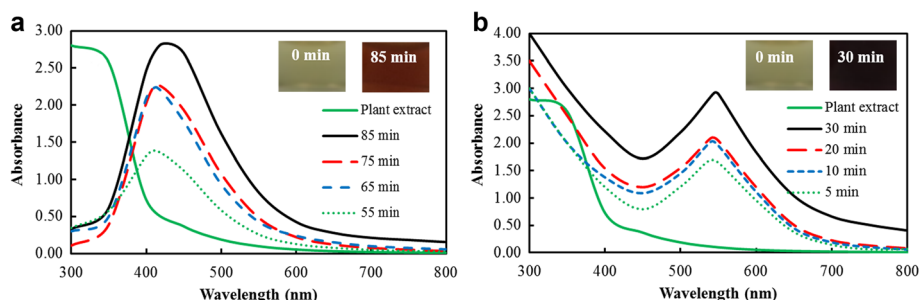 a
3.00
2.50
2.00
1.50
1.00
0.50
0.00
Absorbance
300 400 500 600 700 800
Wavelength (nm)
0 min
85 min
Plant extract
85 min
75 min
65 min
55 min
b
4.00
3.50
3.00
2.50
2.00
1.50
1.00
0.50
0.00
Absorbance
300 400 500 600 700 800
Wavelength (nm)
0 min
30 min
Plant extract
30 min
20 min
10 min
5 min